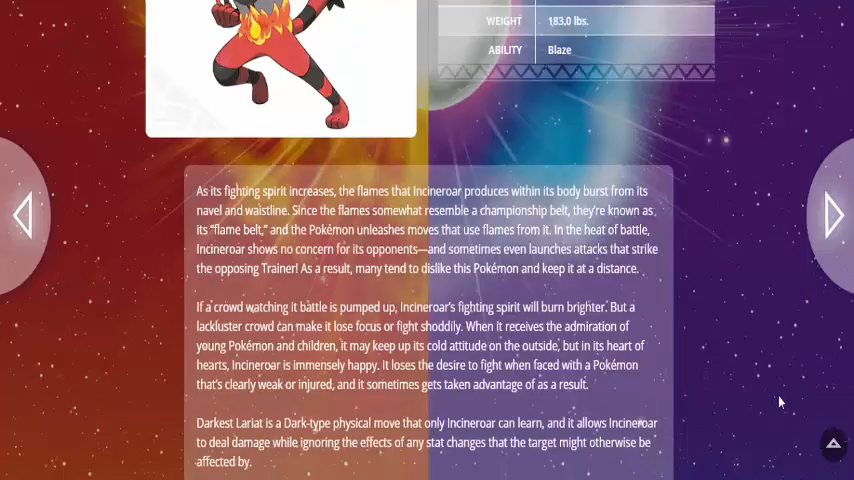 WEIGHT 183.0 lbs.
ABILITY Blaze
As its fighting spirit increases, the flames that Incineroar produces within its body burst from its
navel and waistline. Since the flames somewhat resemble a championship belt, they're known as
its “flame belt,” and the Pokémon unleashes moves that use flames from it. In the heat of battle,
Incineroar shows no concern for its opponents—and sometimes even launches attacks that strike
the opposing Trainer! As a result, many tend to dislike this Pokémon and keep it at a distance.
If a crowd watching it battle is pumped up, Incineroar's fighting spirit will burn brighter. But a
lackluster crowd can make it lose focus or fight shoddily. When it receives the admiration of
young Pokémon and children, it may keep up its cold attitude on the outside, but in its heart of
hearts, Incineroar is immensely happy. It loses the desire to fight when faced with a Pokémon
that's clearly weak or injured, and it sometimes gets taken advantage of as a result.
Darkest Lariat is a Dark-type physical move that only Incineroar can learn, and it allows Incineroar
to deal damage while ignoring the effects of any stat changes that the target might otherwise be
affected by.